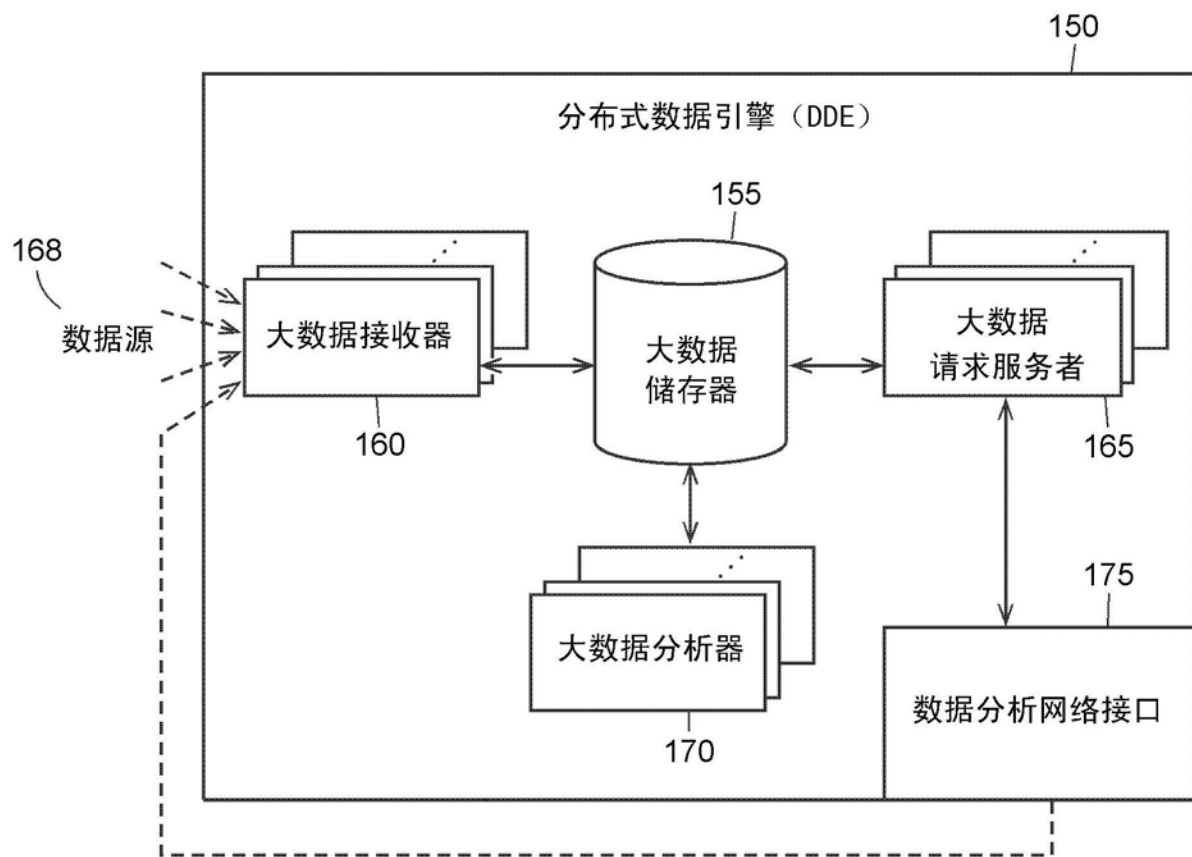 150
分布式数据引擎（DDE）
155
168
数据源
大数据接收器
160
大数据
储存器
大数据
请求服务者
165
大数据分析器
170
175
数据分析网络接口